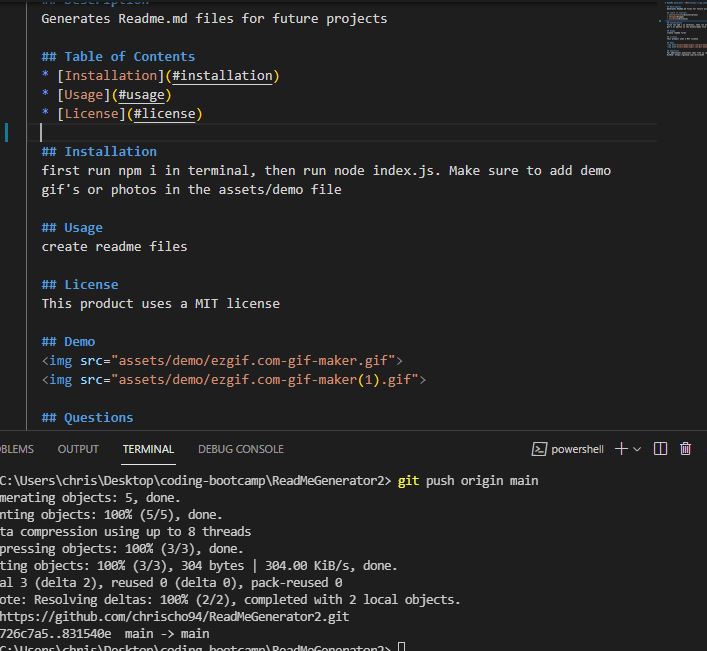 ## Description
Generates Readme.md files for future projects
## Table of Contents
* [Installation](#installation)
* [Usage](#usage)
* [License](#license)
## Installation
first run npm i in terminal, then run node index.js. Make sure to add demo
gif's or photos in the assets/demo file
## Usage
create readme files
## License
This product uses a MIT license
## Demo
<img src="assets/demo/ezgif.com-gif-maker.gif">
<img src="assets/demo/ezgif.com-gif-maker(1).gif">
## Questions
OBLEMS OUTPUT TERMINAL DEBUG CONSOLE powershell
C:\Users\chris\Desktop\coding-bootcamp\ReadMeGenerator2> git push origin main
merating objects: 5, done.
nting objects: 100% (5/5), done.
ta compression using up to 8 threads
pressing objects: 100% (3/3), done.
ting objects: 100% (3/3), 304 bytes | 304.00 KiB/s, done.
al 3 (delta 2), reused 0 (delta 0), pack-reused 0
ote: Resolving deltas: 100% (2/2), completed with 2 local objects.
https://github.com/chrischo94/ReadMeGenerator2.git
726c7a5..831540e main -> main
C:\Users\chris\Desktop\coding-bootcamp\ReadMeGenerator2>